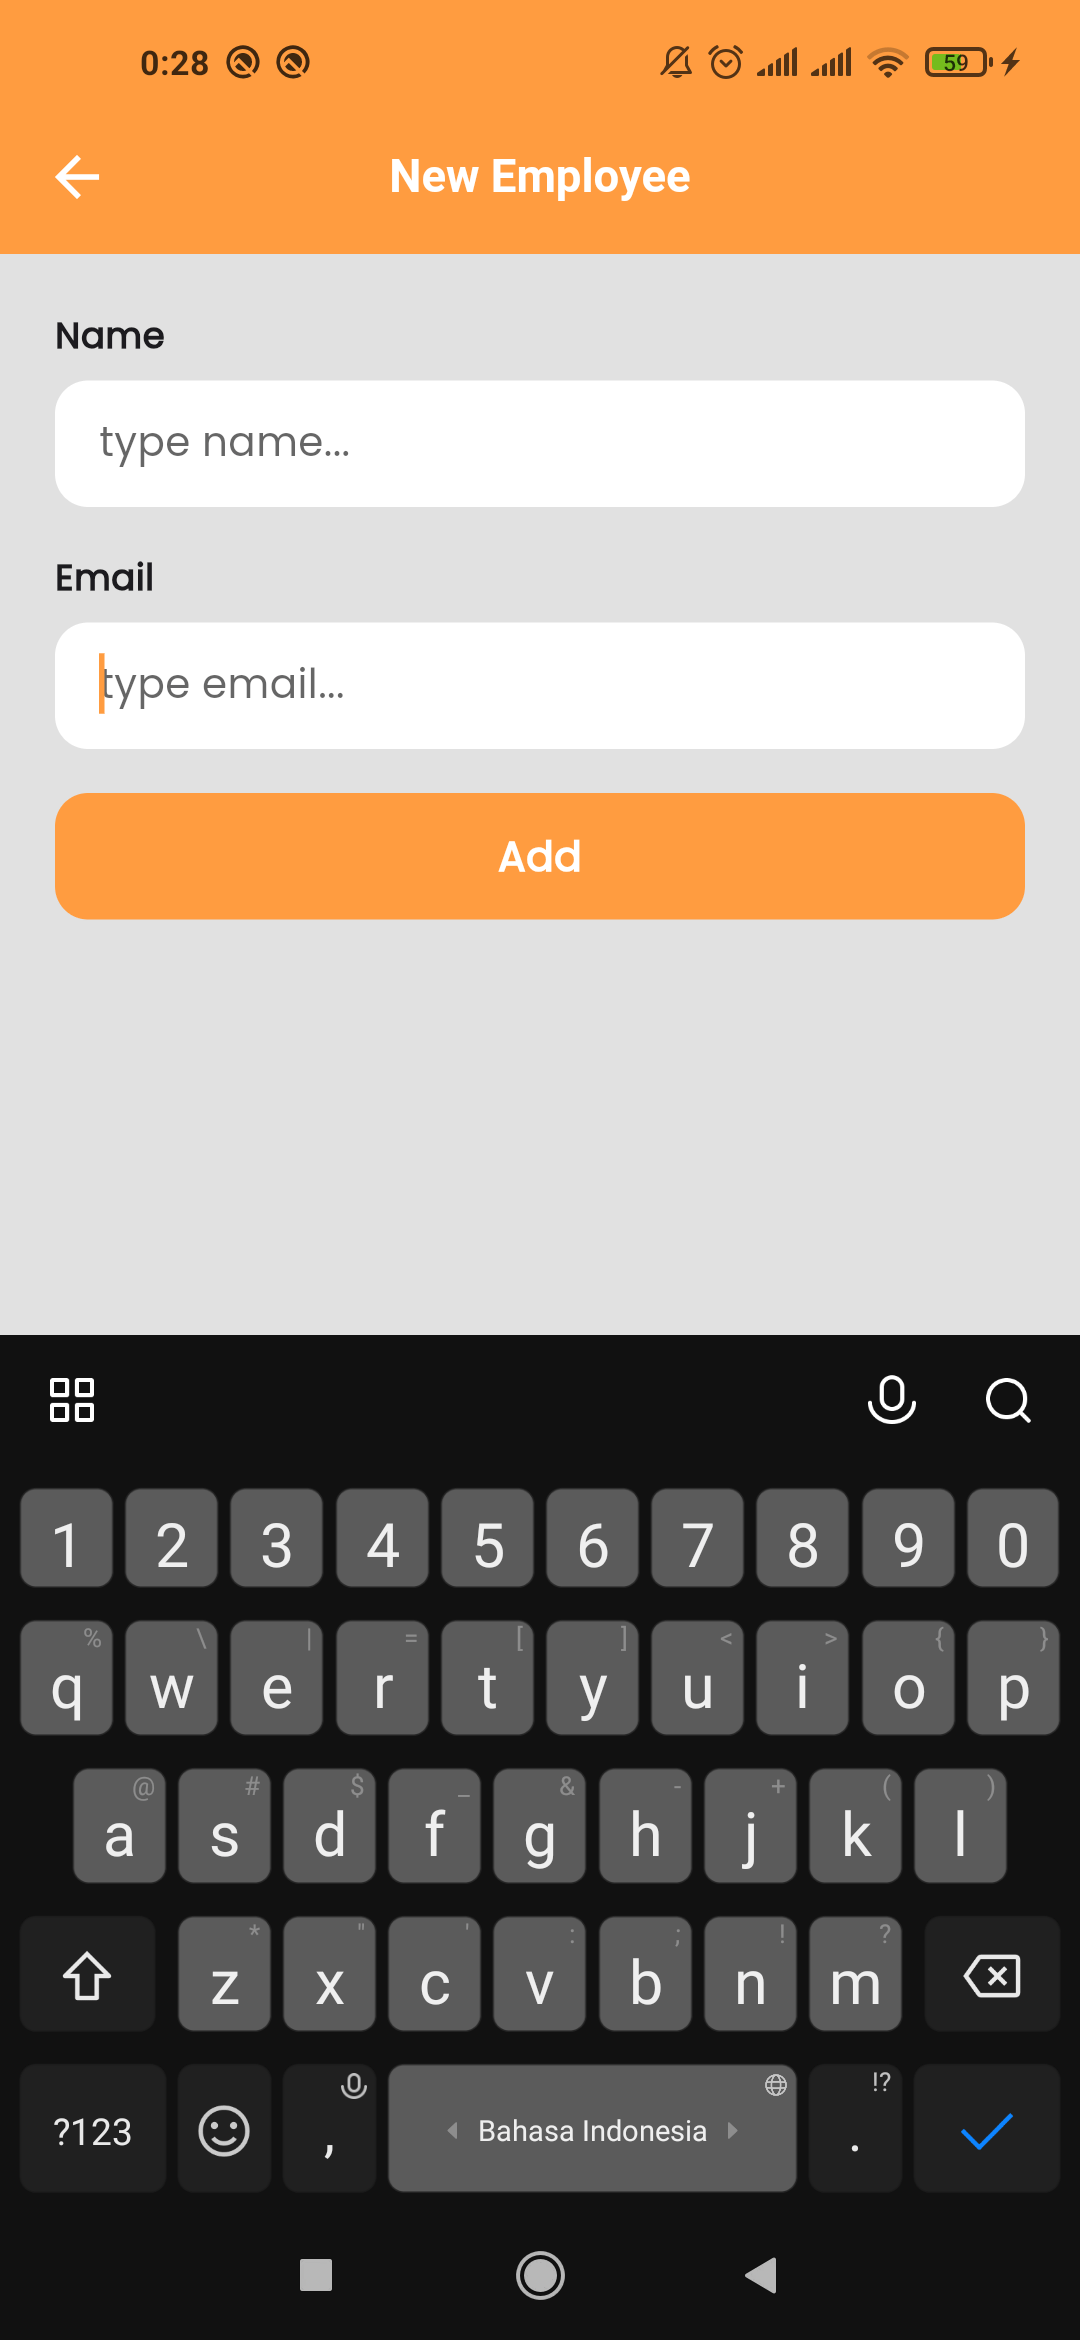 0:28 59
New Employee
Name
type name...
Email
type email...
Add
1 2 3 4 5 6 7 8 9 0
% \ | = [ ] < > { }
q w e r t y u i o p
@ # $ _ & - + ( )
a s d f g h j k l
* " ' : ; ! ?
z x c v b n m
!?
?123 , Bahasa Indonesia .